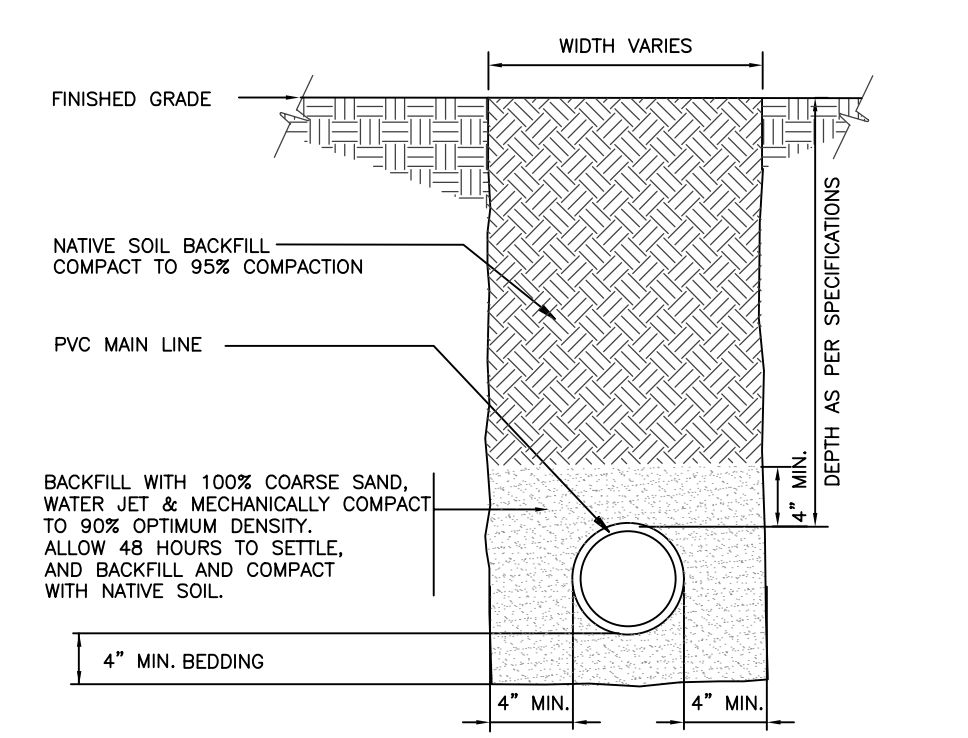 WIDTH VARIES
FINISHED GRADE
NATIVE SOIL BACKFILL
COMPACT TO 95% COMPACTION
DEPTH AS PER SPECIFICATIONS
PVC MAIN LINE
4" MIN.
BACKFILL WITH 100% COARSE SAND,
WATER JET & MECHANICALLY COMPACT
TO 90% OPTIMUM DENSITY.
ALLOW 48 HOURS TO SETTLE,
AND BACKFILL AND COMPACT
WITH NATIVE SOIL.
4" MIN. BEDDING
4" MIN.
4" MIN.